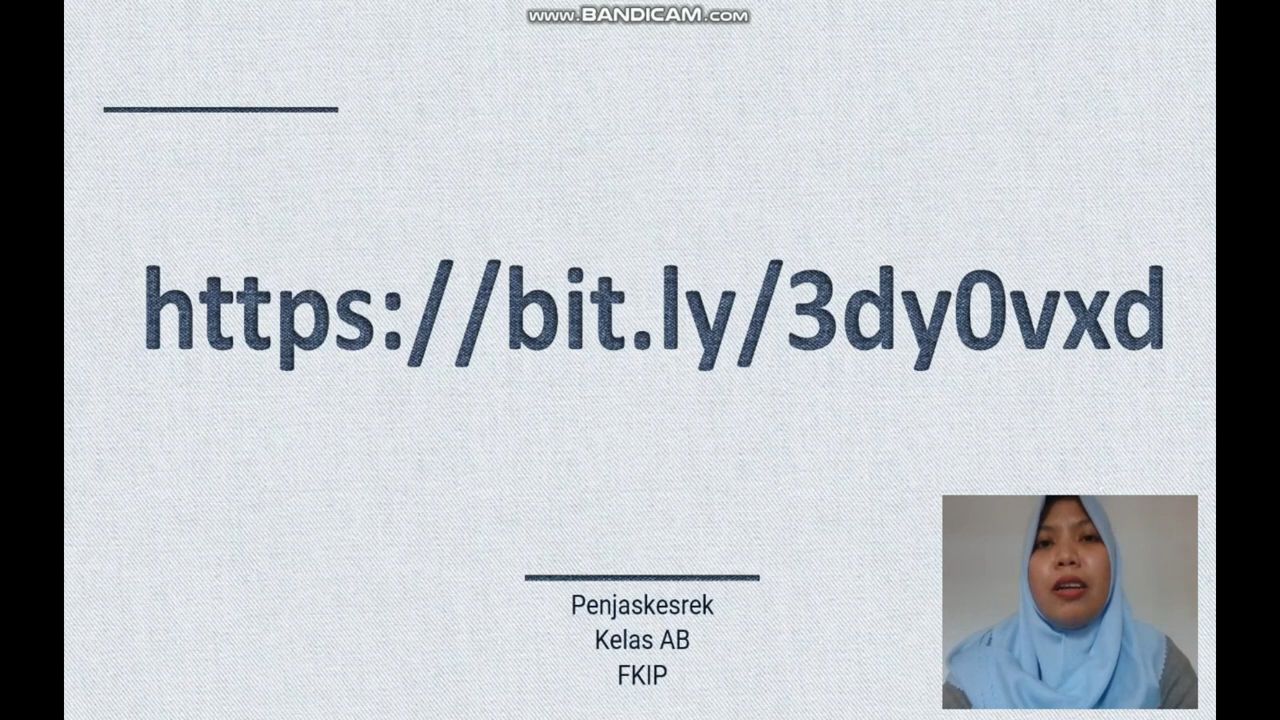 www.BANDICAM.com
https://bit.ly/3dy0vxd
Penjaskesrek
Kelas AB
FKIP